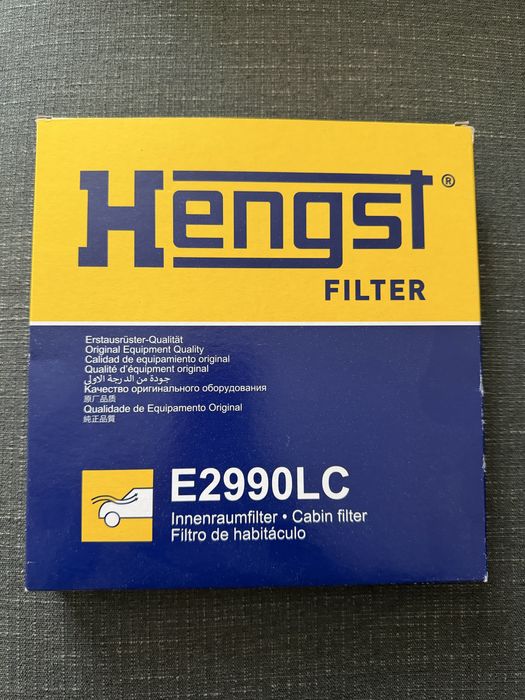 Hengst®
FILTER
Erstausrüster-Qualität
Original Equipment Quality
Calidad de equipamiento original
Qualité d'équipment original
جودة من الدرجة الاولى
Качество оригинального оборудования
原厂品质
Qualidade de Equipamento Original
純正品質
E2990LC
Innenraumfilter • Cabin filter
Filtro de habitáculo